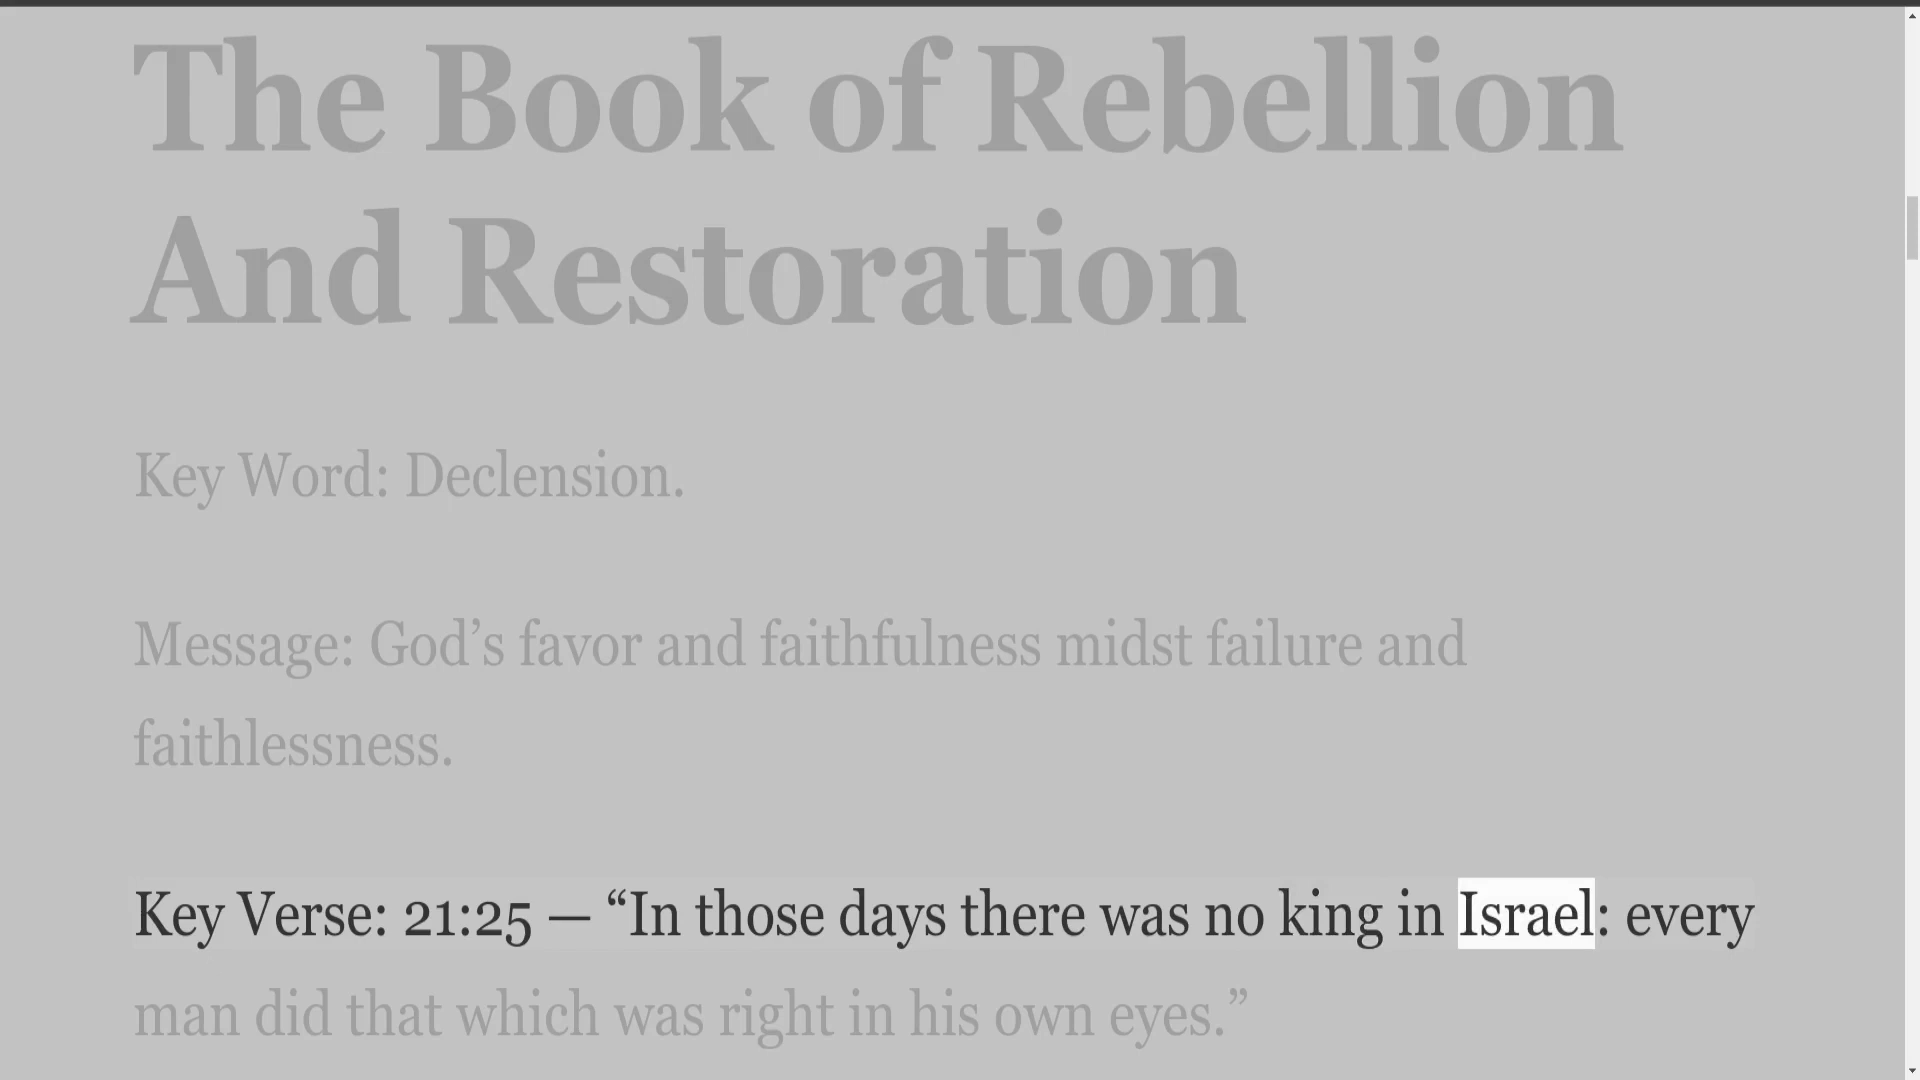 The Book of Rebellion
And Restoration
Key Word: Declension.
Message: God’s favor and faithfulness midst failure and
faithlessness.
Key Verse: 21:25 — “In those days there was no king in Israel: every
man did that which was right in his own eyes.”